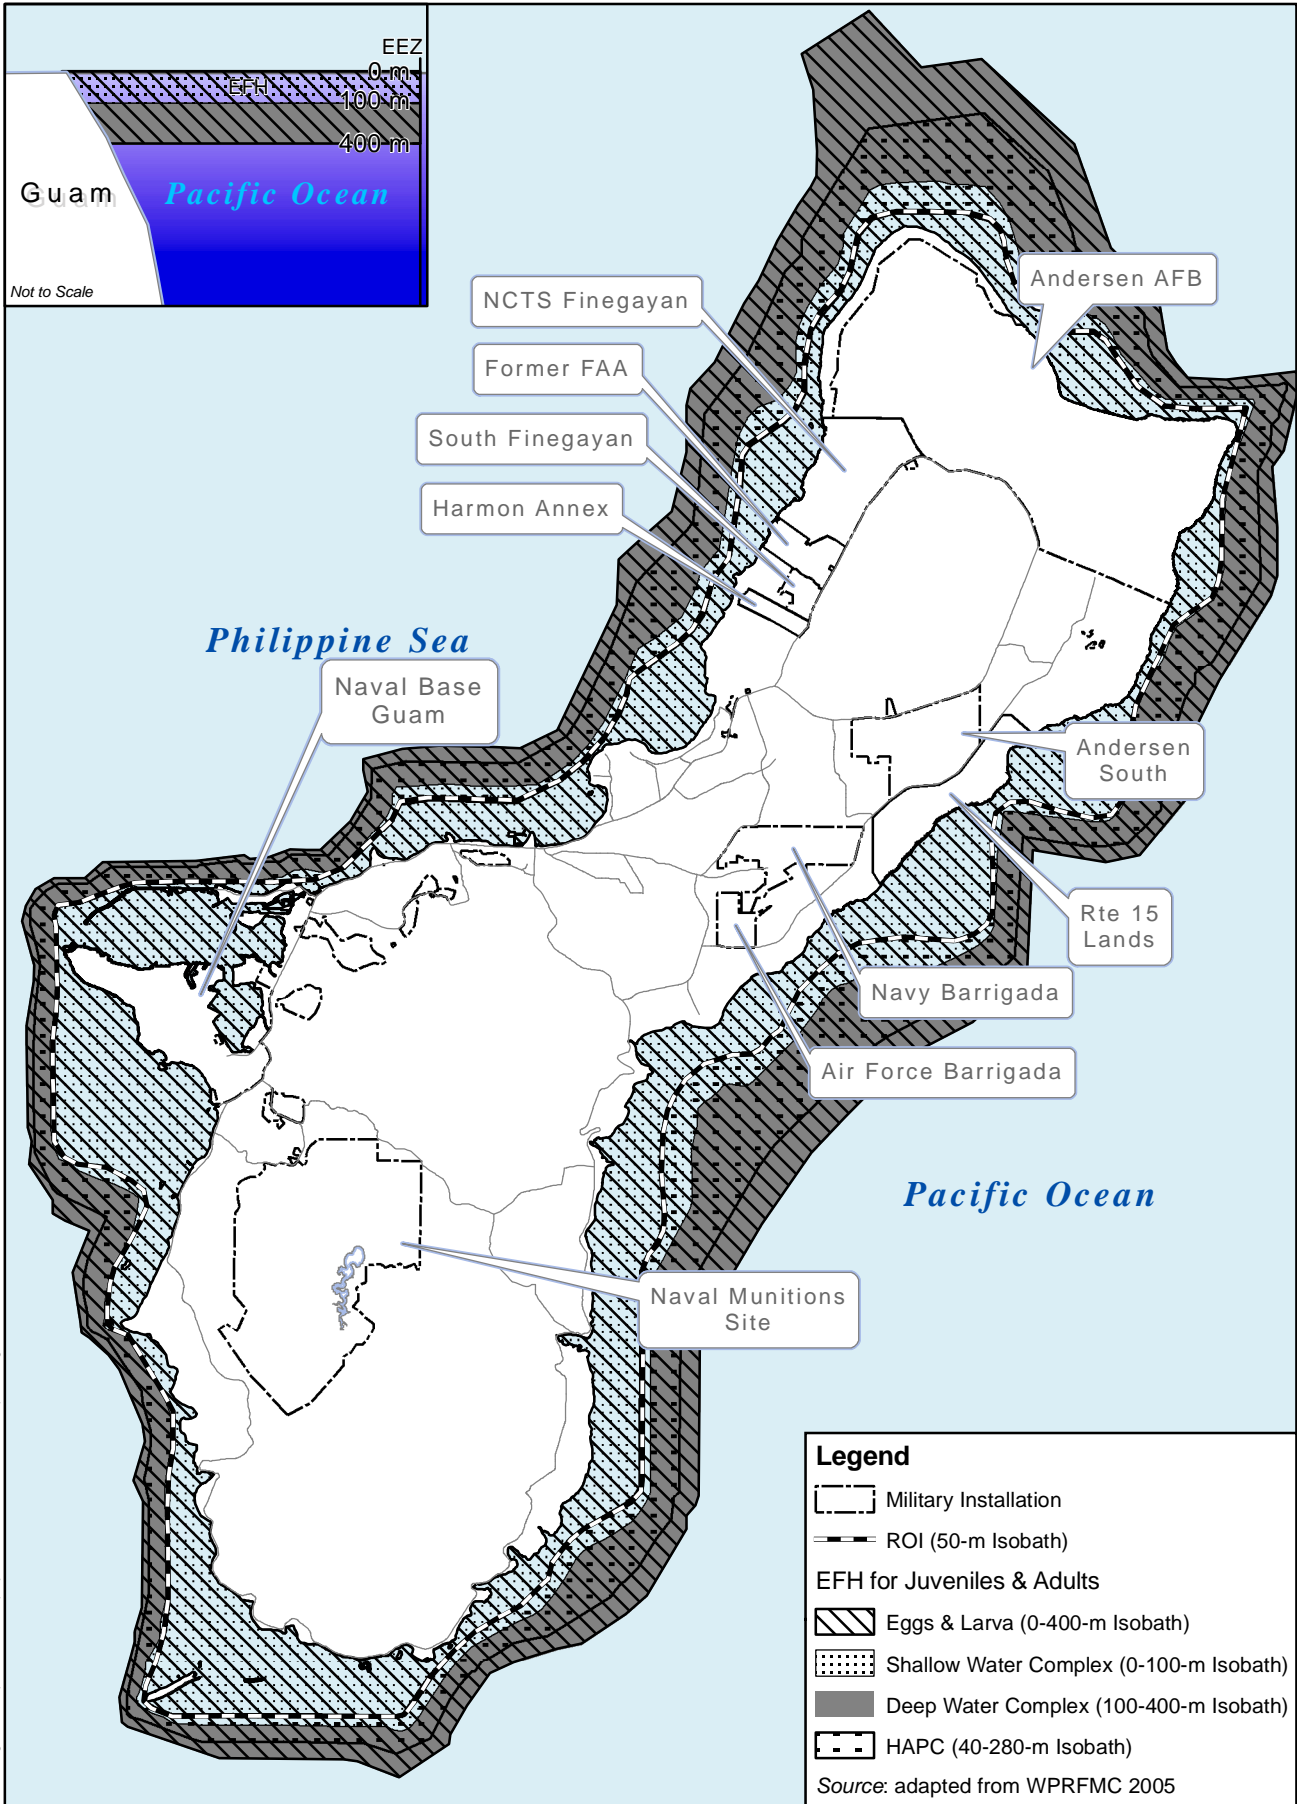 EEZ
0 m
EFH
100 m
400 m
Guam
Pacific Ocean
Not to Scale
NCTS Finegayan
Andersen AFB
Former FAA
South Finegayan
Harmon Annex
Philippine Sea
Naval Base
Guam
Andersen
South
Rte 15
Lands
Navy Barrigada
Air Force Barrigada
Pacific Ocean
Naval Munitions
Site
Legend
Military Installation
ROI (50-m Isobath)
EFH for Juveniles & Adults
Eggs & Larva (0-400-m Isobath)
Shallow Water Complex (0-100-m Isobath)
Deep Water Complex (100-400-m Isobath)
HAPC (40-280-m Isobath)
Source: adapted from WPRFMC 2005